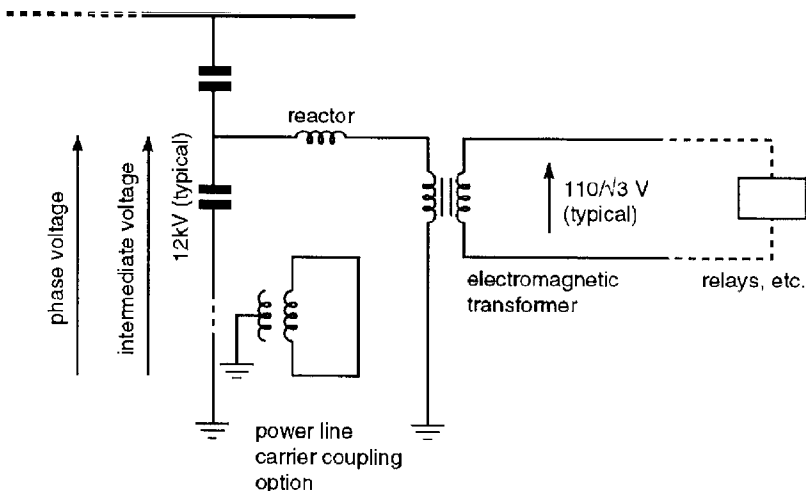 reactor
phase voltage
intermediate voltage
12kV (typical)
110/√3 V
(typical)
electromagnetic
transformer
relays, etc.
power line
carrier coupling
option